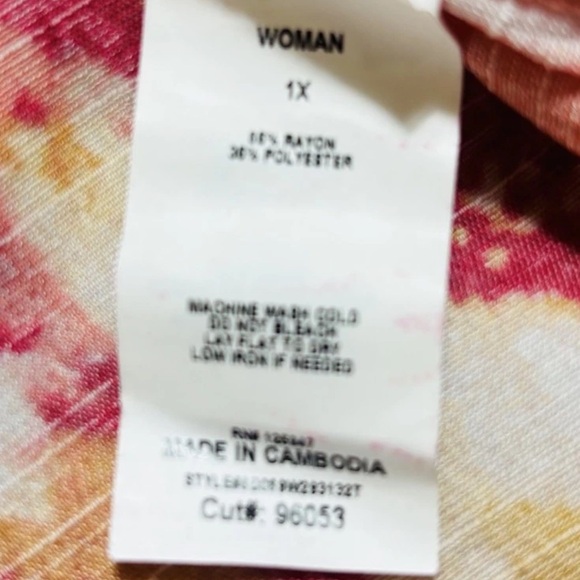 WOMAN
1X
RAYON
POLYESTER
MACHINE WASH COLD
DO NOT BLEACH
LAY FLAT TO DRY
LOW IRON IF NEEDED
MADE IN CAMBODIA
Cut#: 96053